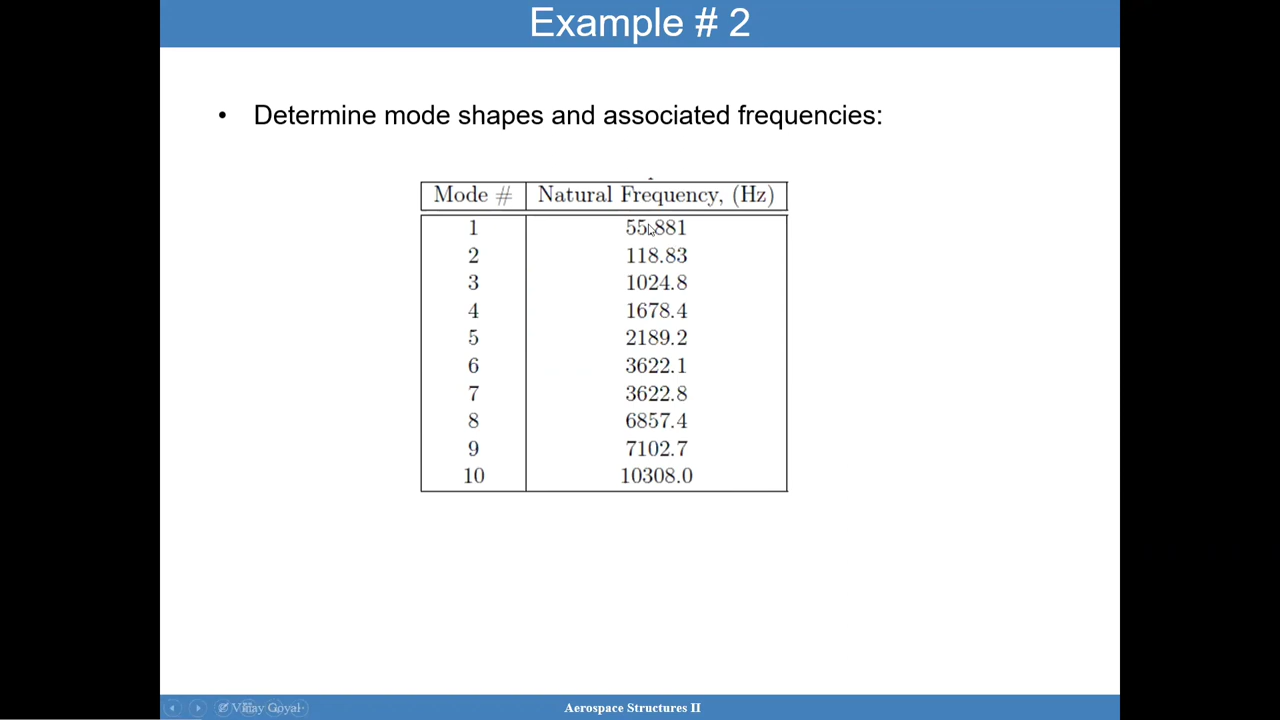 Example # 2
• Determine mode shapes and associated frequencies:
Mode # Natural Frequency, (Hz)
1 55.881
2 118.83
3 1024.8
4 1678.4
5 2189.2
6 3622.1
7 3622.8
8 6857.4
9 7102.7
10 10308.0
Vijay Goyal Aerospace Structures II